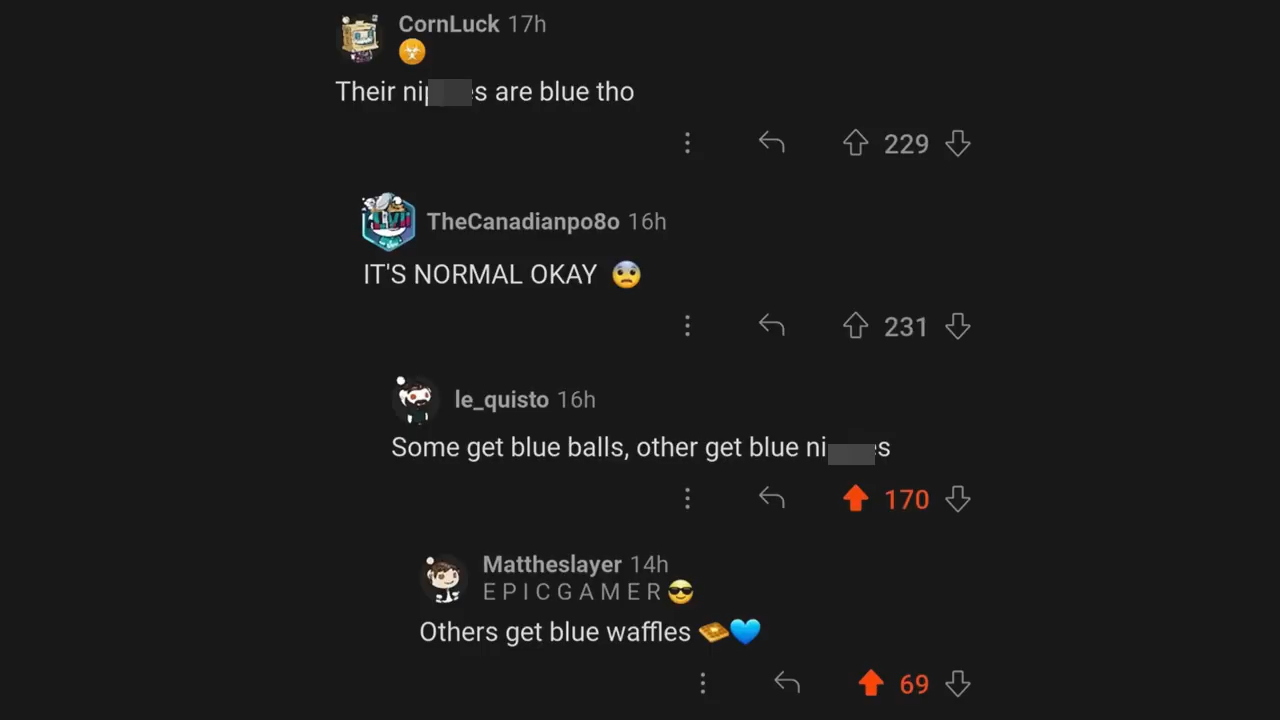 CornLuck 17h
Their are blue tho
229
TheCanadianpo8o 16h
IT'S NORMAL OKAY 😨
231
le_quisto 16h
Some get blue balls, other get blue
170
Mattheslayer 14h
E P I C G A M E R 😎
Others get blue waffles 🧇💙
69